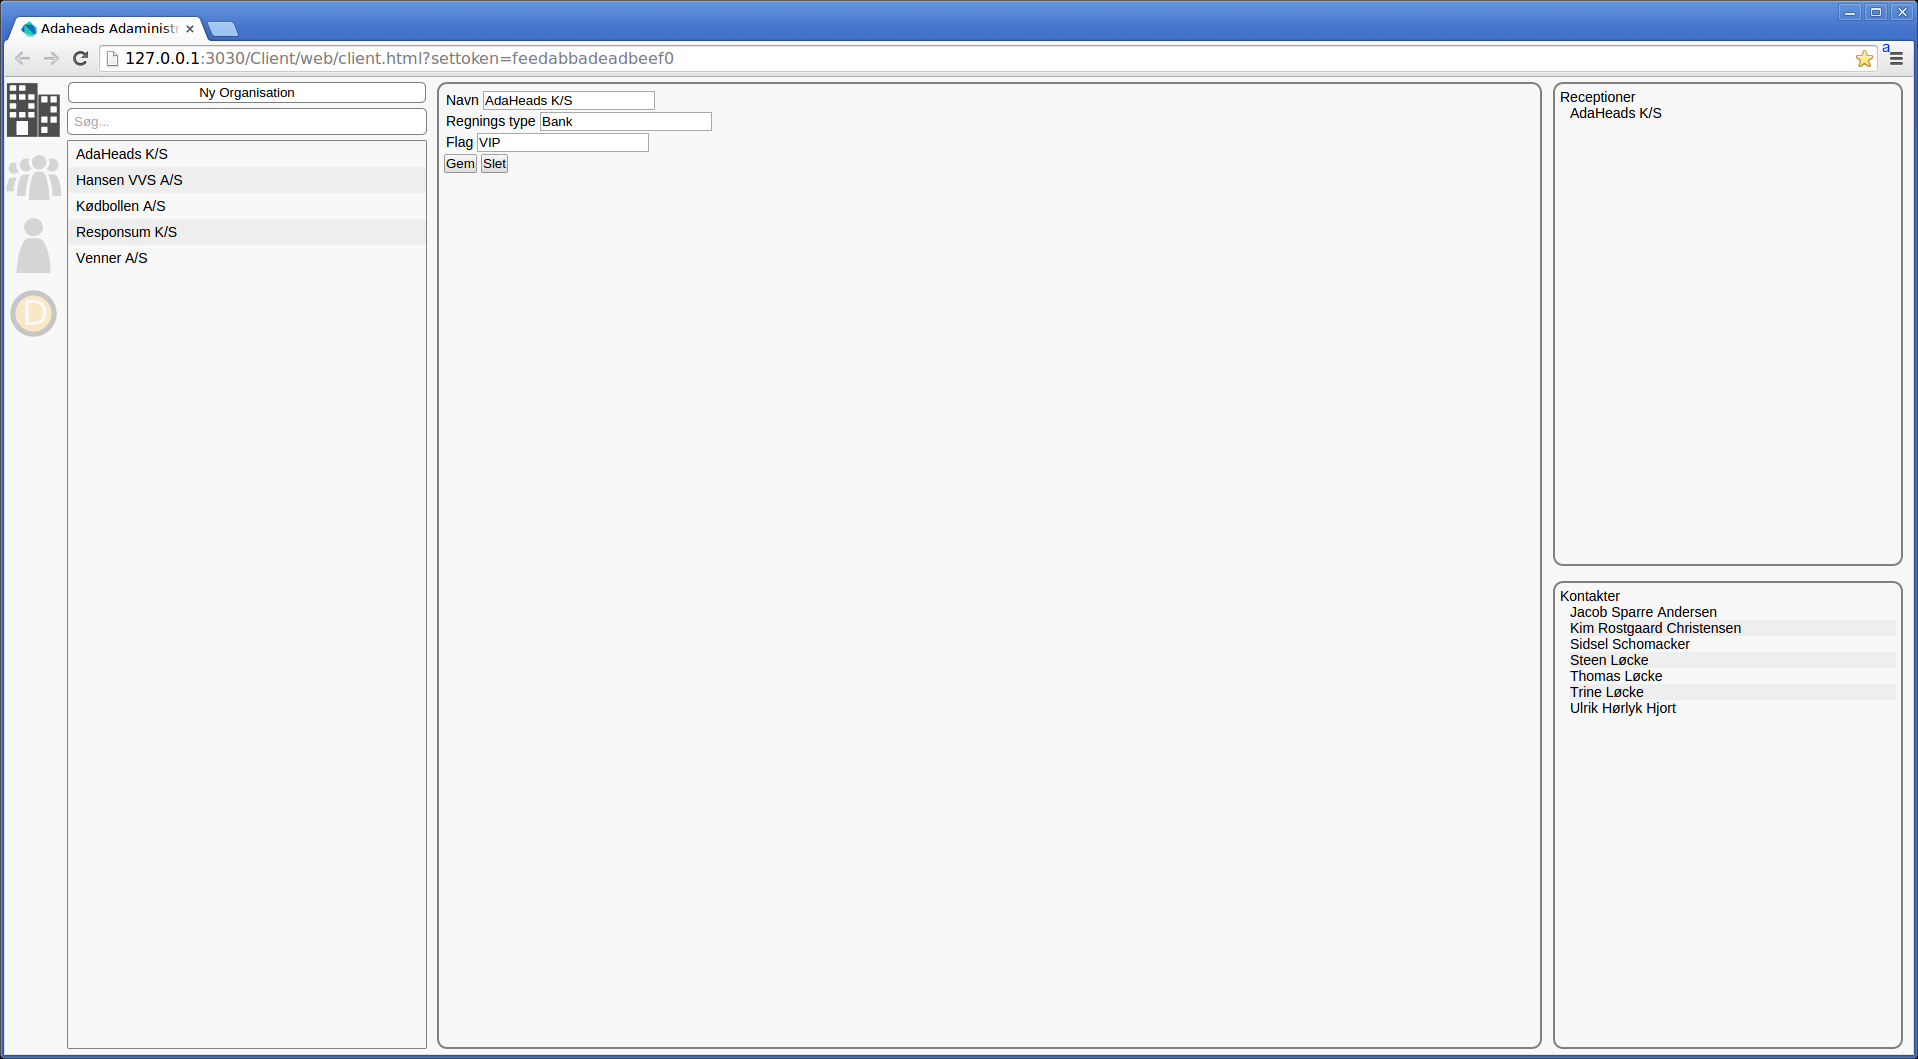 Adaheads Adaminist
127.0.0.1:3030/Client/web/client.html?settoken=feedabbadeadbeef0
a
Ny Organisation
Søg...
AdaHeads K/S
Hansen VVS A/S
Kødbollen A/S
Responsum K/S
Venner A/S
D
Navn AdaHeads K/S
Regnings type Bank
Flag VIP
Gem Slet
Receptioner
AdaHeads K/S
Kontakter
Jacob Sparre Andersen
Kim Rostgaard Christensen
Sidsel Schomacker
Steen Løcke
Thomas Løcke
Trine Løcke
Ulrik Hørlyk Hjort